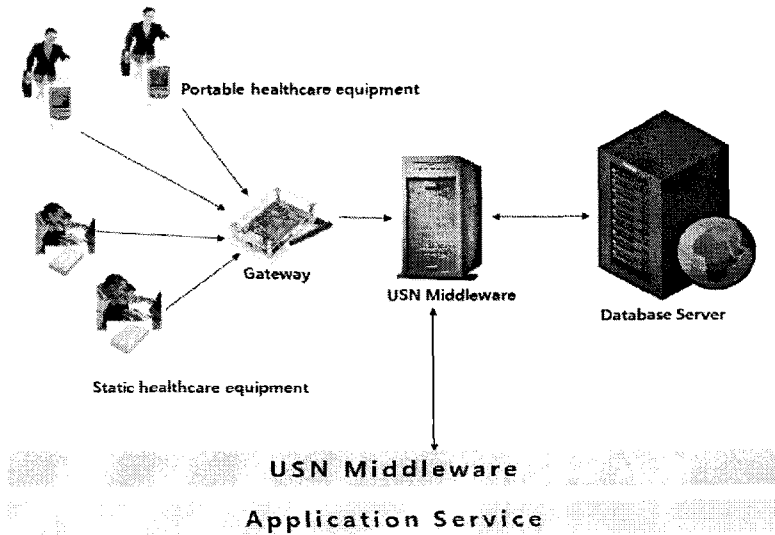 Portable healthcare equipment
Gateway
USN Middleware
Database Server
Static healthcare equipment
USN Middleware
Application Service